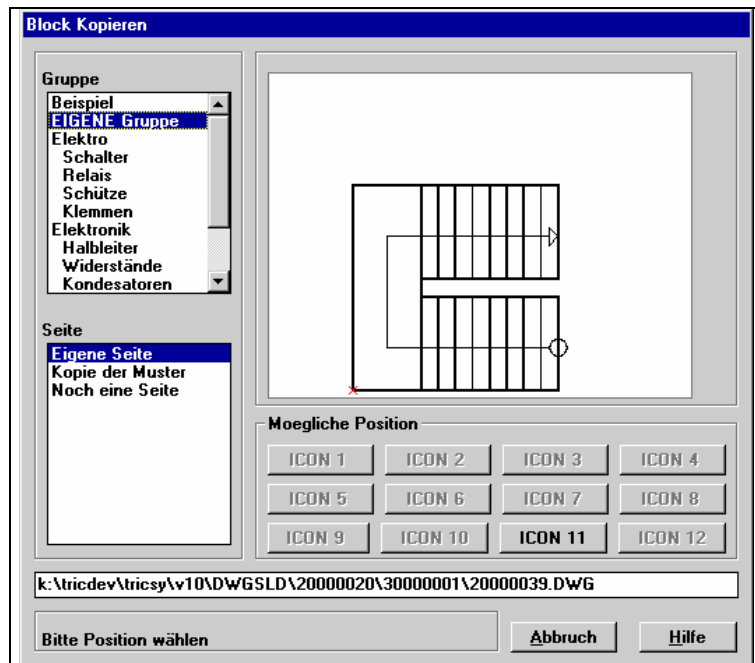 Block Kopieren
Gruppe
Beispiel
EIGENE Gruppe
Elektro
Schalter
Relais
Schütze
Klemmen
Elektronik
Halbleiter
Widerstände
Kondesatoren
Seite
Eigene Seite
Kopie der Muster
Noch eine Seite
Moegliche Position
ICON 1 ICON 2 ICON 3 ICON 4
ICON 5 ICON 6 ICON 7 ICON 8
ICON 9 ICON 10 ICON 11 ICON 12
k:\tricdev\tricsy\v10\DWGSLD\20000020\30000001\20000039.DWG
Bitte Position wählen
Abbruch Hilfe